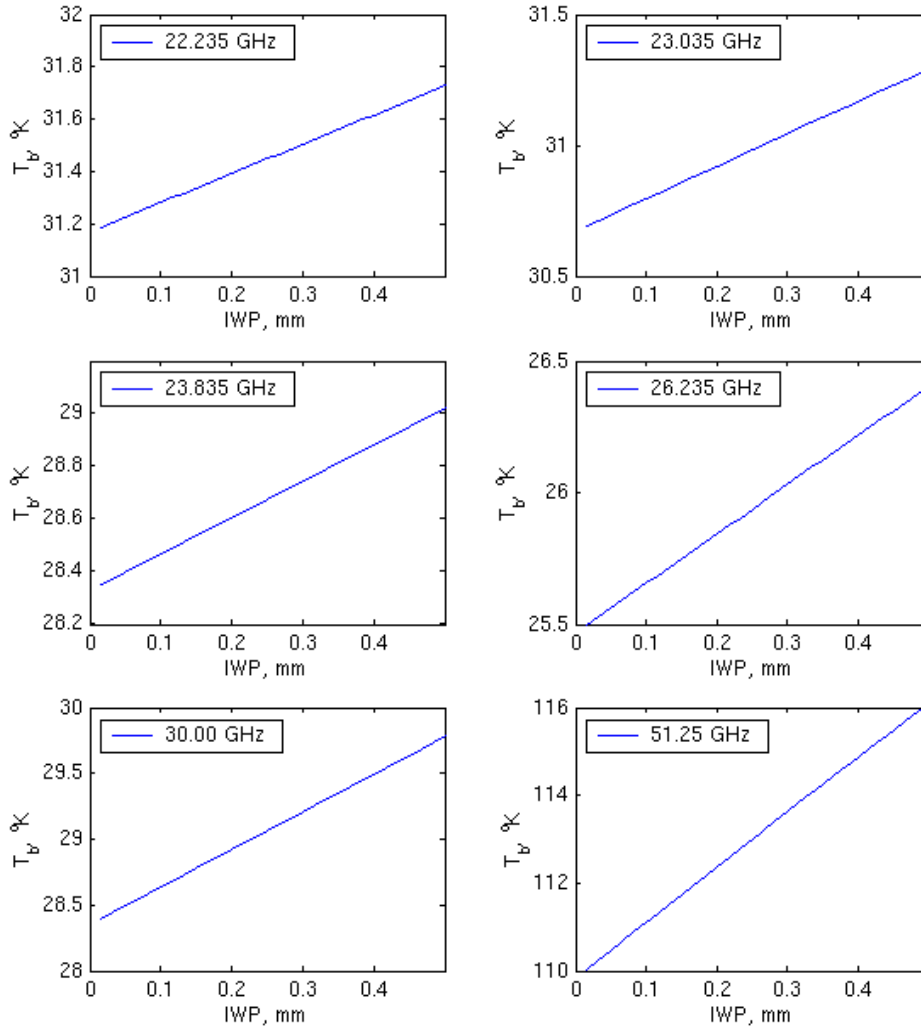 22.235 GHz
32
31.8
31.6
31.4
31.2
31
T_b, °K
0 0.1 0.2 0.3 0.4
IWP, mm
23.035 GHz
31.5
31
30.5
T_b, °K
0 0.1 0.2 0.3 0.4
IWP, mm
23.835 GHz
29
28.8
28.6
28.4
28.2
T_b, °K
0 0.1 0.2 0.3 0.4
IWP, mm
26.235 GHz
26.5
26
25.5
T_b, °K
0 0.1 0.2 0.3 0.4
IWP, mm
30.00 GHz
30
29.5
29
28.5
28
T_b, °K
0 0.1 0.2 0.3 0.4
IWP, mm
51.25 GHz
116
114
112
110
T_b, °K
0 0.1 0.2 0.3 0.4
IWP, mm